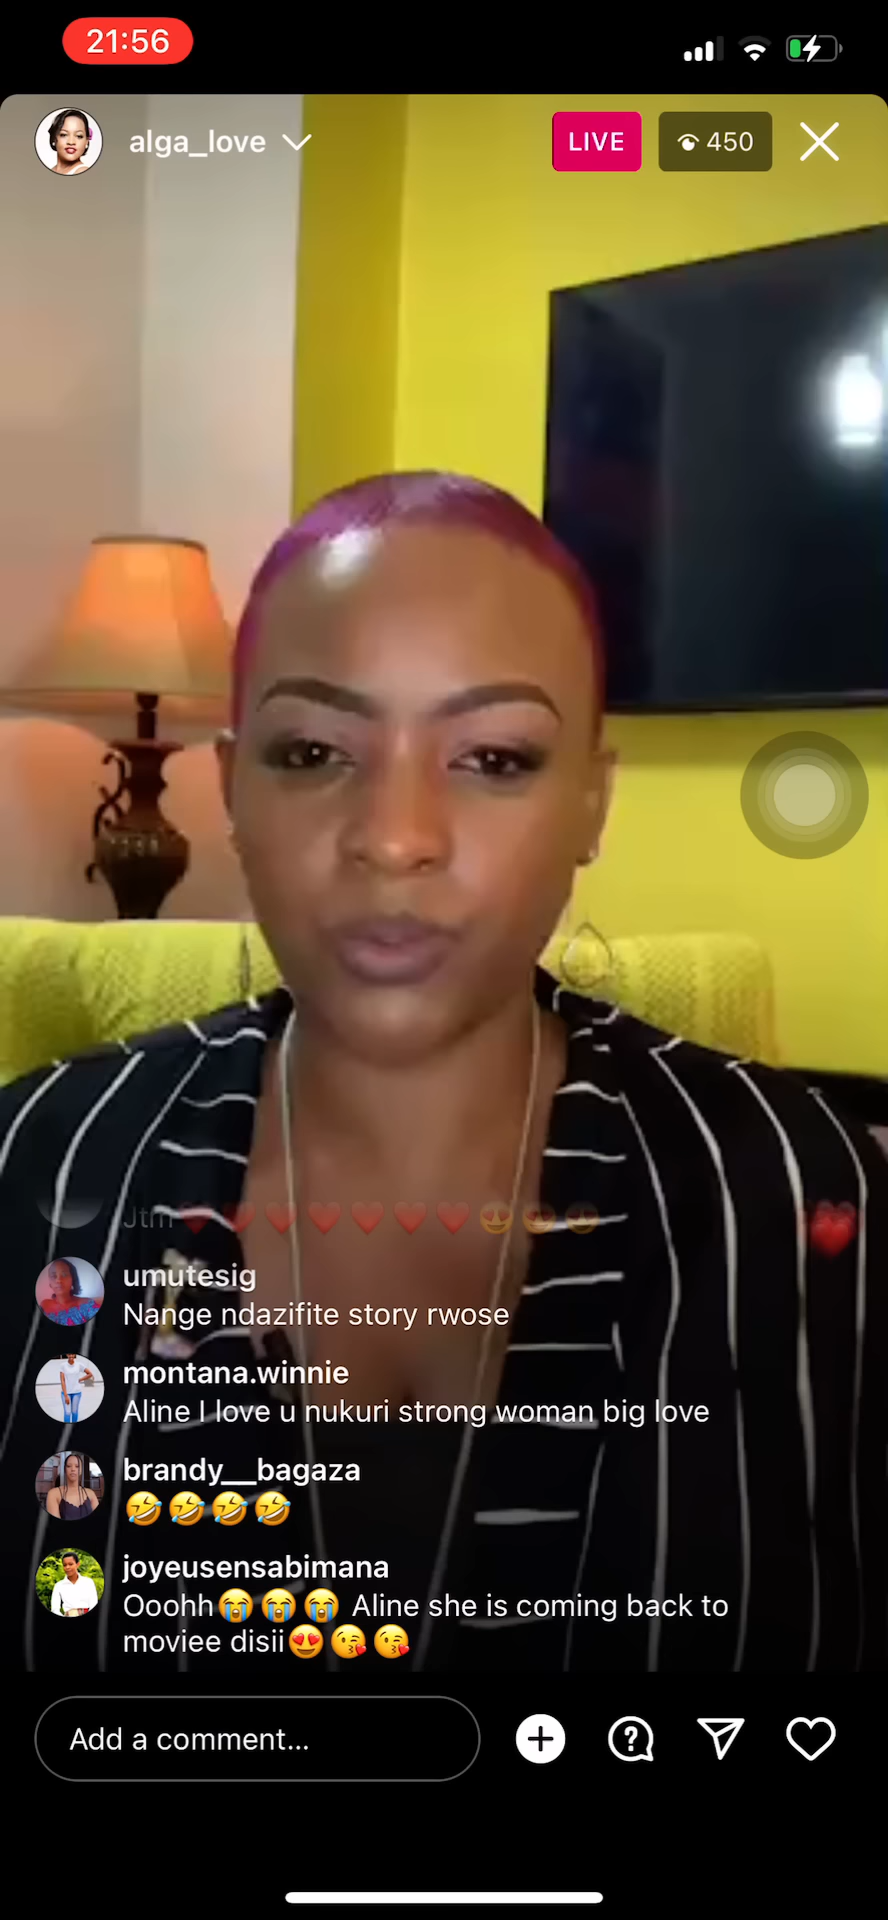 21:56
alga_love
LIVE
450
Jtm❤️❤️❤️❤️❤️❤️❤️😍😍😍
umutesig
Nange ndazifite story rwose
montana.winnie
Aline I love u nukuri strong woman big love
brandy__bagaza
🤣🤣🤣🤣
joyeusensabimana
Ooohh😭😭😭 Aline she is coming back to
moviee disii😍😘😘
Add a comment...